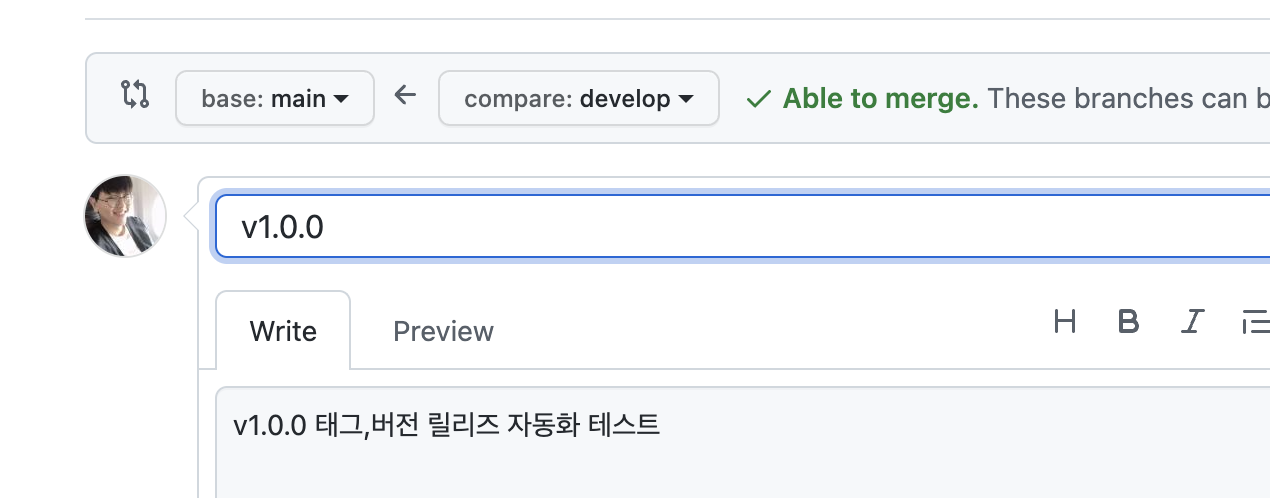 base: main compare: develop Able to merge. These branches can b
v1.0.0
Write Preview H B I
v1.0.0 태그,버전 릴리즈 자동화 테스트